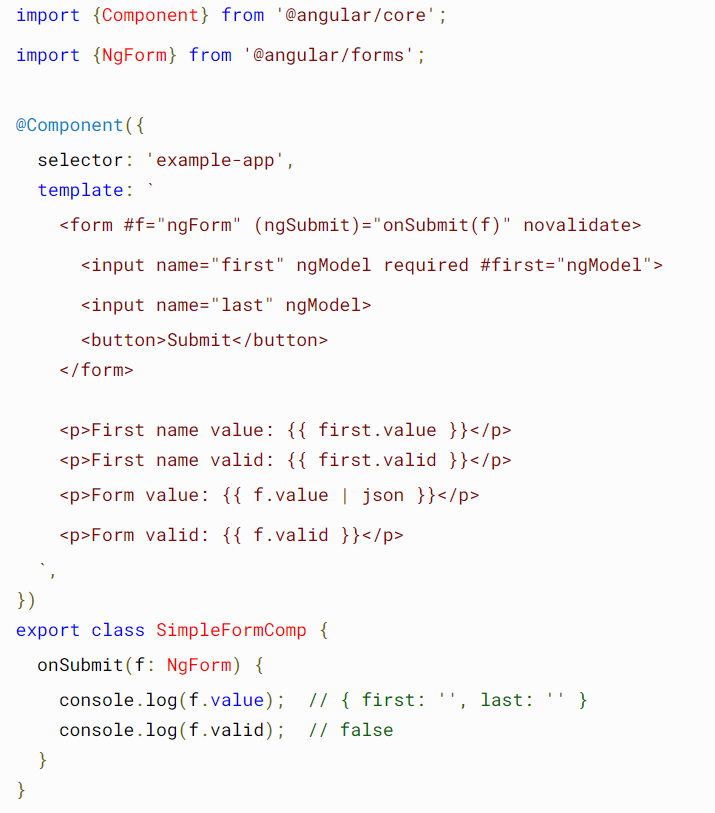 import {Component} from '@angular/core';
import {NgForm} from '@angular/forms';

@Component({
  selector: 'example-app',
  template: `
    <form #f="ngForm" (ngSubmit)="onSubmit(f)" novalidate>
      <input name="first" ngModel required #first="ngModel">
      <input name="last" ngModel>
      <button>Submit</button>
    </form>

    <p>First name value: {{ first.value }}</p>
    <p>First name valid: {{ first.valid }}</p>
    <p>Form value: {{ f.value | json }}</p>
    <p>Form valid: {{ f.valid }}</p>
  `,
})
export class SimpleFormComp {
  onSubmit(f: NgForm) {
    console.log(f.value);  // { first: '', last: '' }
    console.log(f.valid);  // false
  }
}